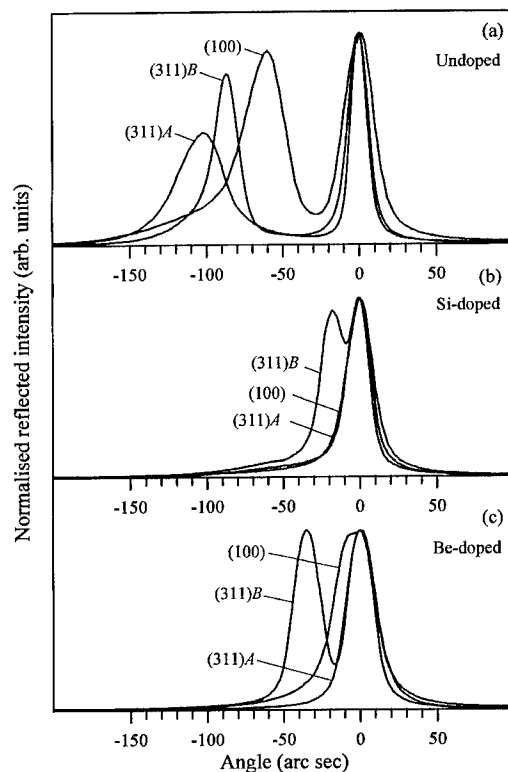 Normalised reflected intensity (arb. units)
(a)
Undoped
(100)
(311)B
(311)A
-150 -100 -50 0 50
(b)
Si-doped
(311)B
(100)
(311)A
-150 -100 -50 0 50
(c)
Be-doped
(100)
(311)B
(311)A
-150 -100 -50 0 50
Angle (arc sec)